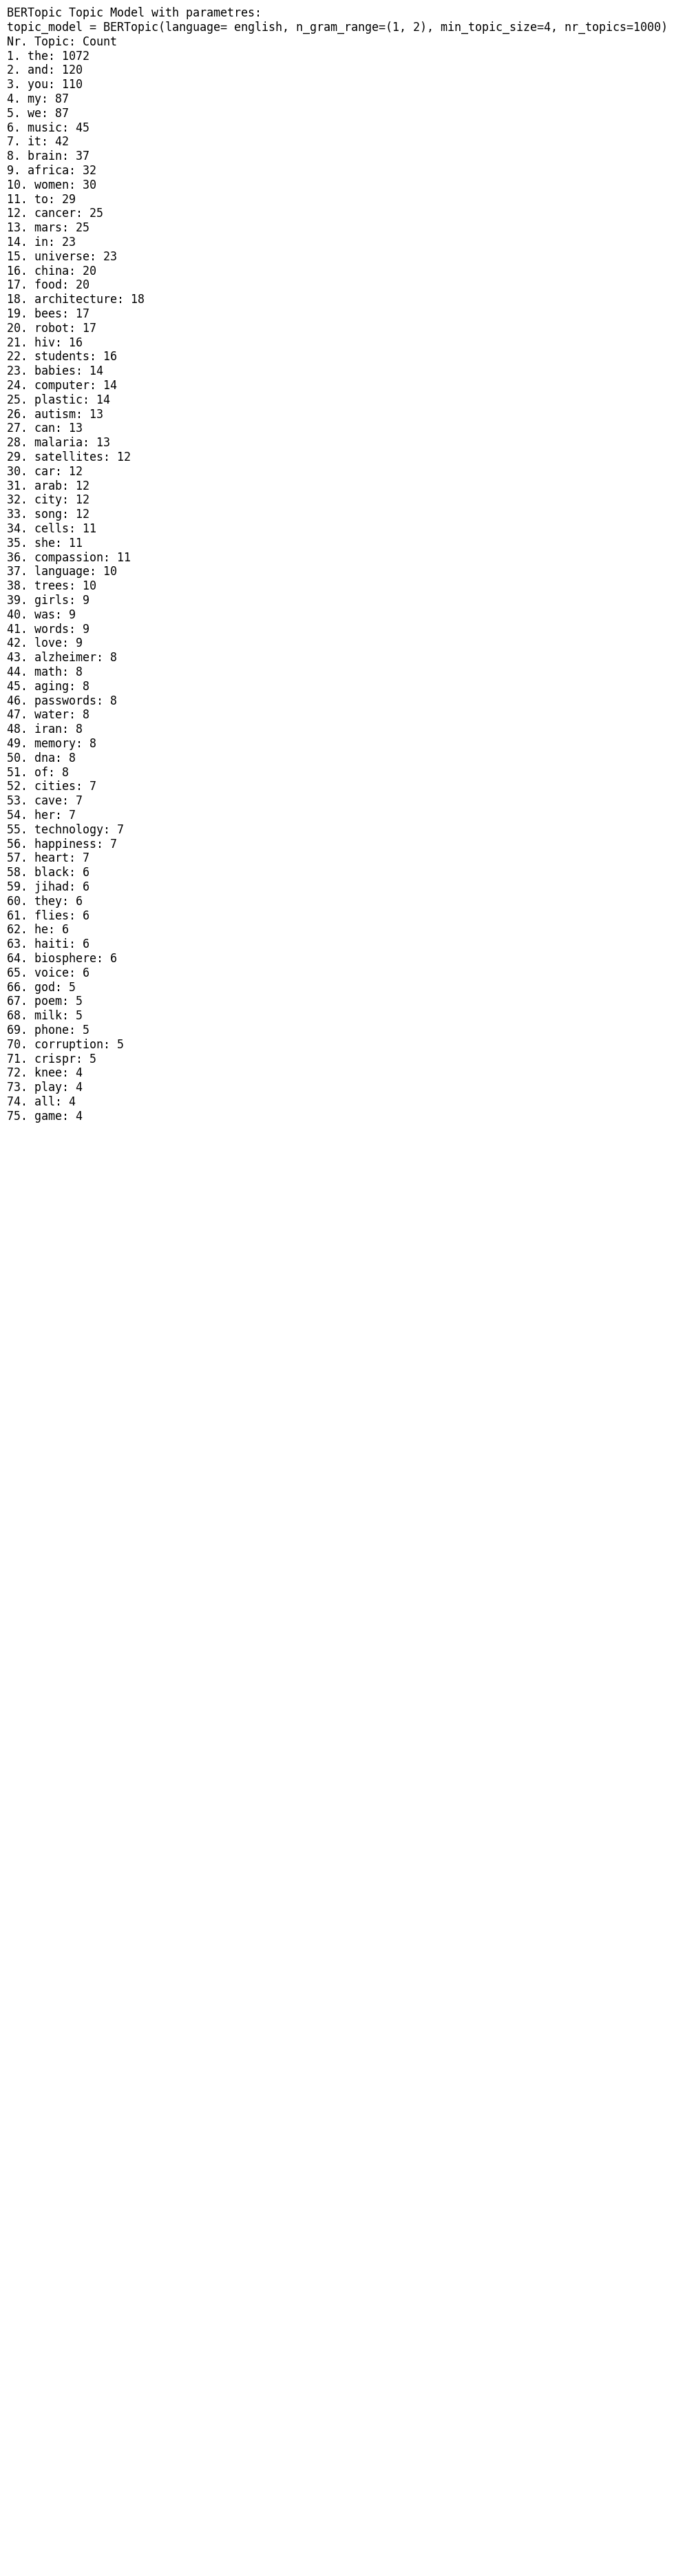 BERTopic Topic Model with parametres:
topic_model = BERTopic(language= english, n_gram_range=(1, 2), min_topic_size=4, nr_topics=1000)
Nr. Topic: Count
1. the: 1072
2. and: 120
3. you: 110
4. my: 87
5. we: 87
6. music: 45
7. it: 42
8. brain: 37
9. africa: 32
10. women: 30
11. to: 29
12. cancer: 25
13. mars: 25
14. in: 23
15. universe: 23
16. china: 20
17. food: 20
18. architecture: 18
19. bees: 17
20. robot: 17
21. hiv: 16
22. students: 16
23. babies: 14
24. computer: 14
25. plastic: 14
26. autism: 13
27. can: 13
28. malaria: 13
29. satellites: 12
30. car: 12
31. arab: 12
32. city: 12
33. song: 12
34. cells: 11
35. she: 11
36. compassion: 11
37. language: 10
38. trees: 10
39. girls: 9
40. was: 9
41. words: 9
42. love: 9
43. alzheimer: 8
44. math: 8
45. aging: 8
46. passwords: 8
47. water: 8
48. iran: 8
49. memory: 8
50. dna: 8
51. of: 8
52. cities: 7
53. cave: 7
54. her: 7
55. technology: 7
56. happiness: 7
57. heart: 7
58. black: 6
59. jihad: 6
60. they: 6
61. flies: 6
62. he: 6
63. haiti: 6
64. biosphere: 6
65. voice: 6
66. god: 5
67. poem: 5
68. milk: 5
69. phone: 5
70. corruption: 5
71. crispr: 5
72. knee: 4
73. play: 4
74. all: 4
75. game: 4